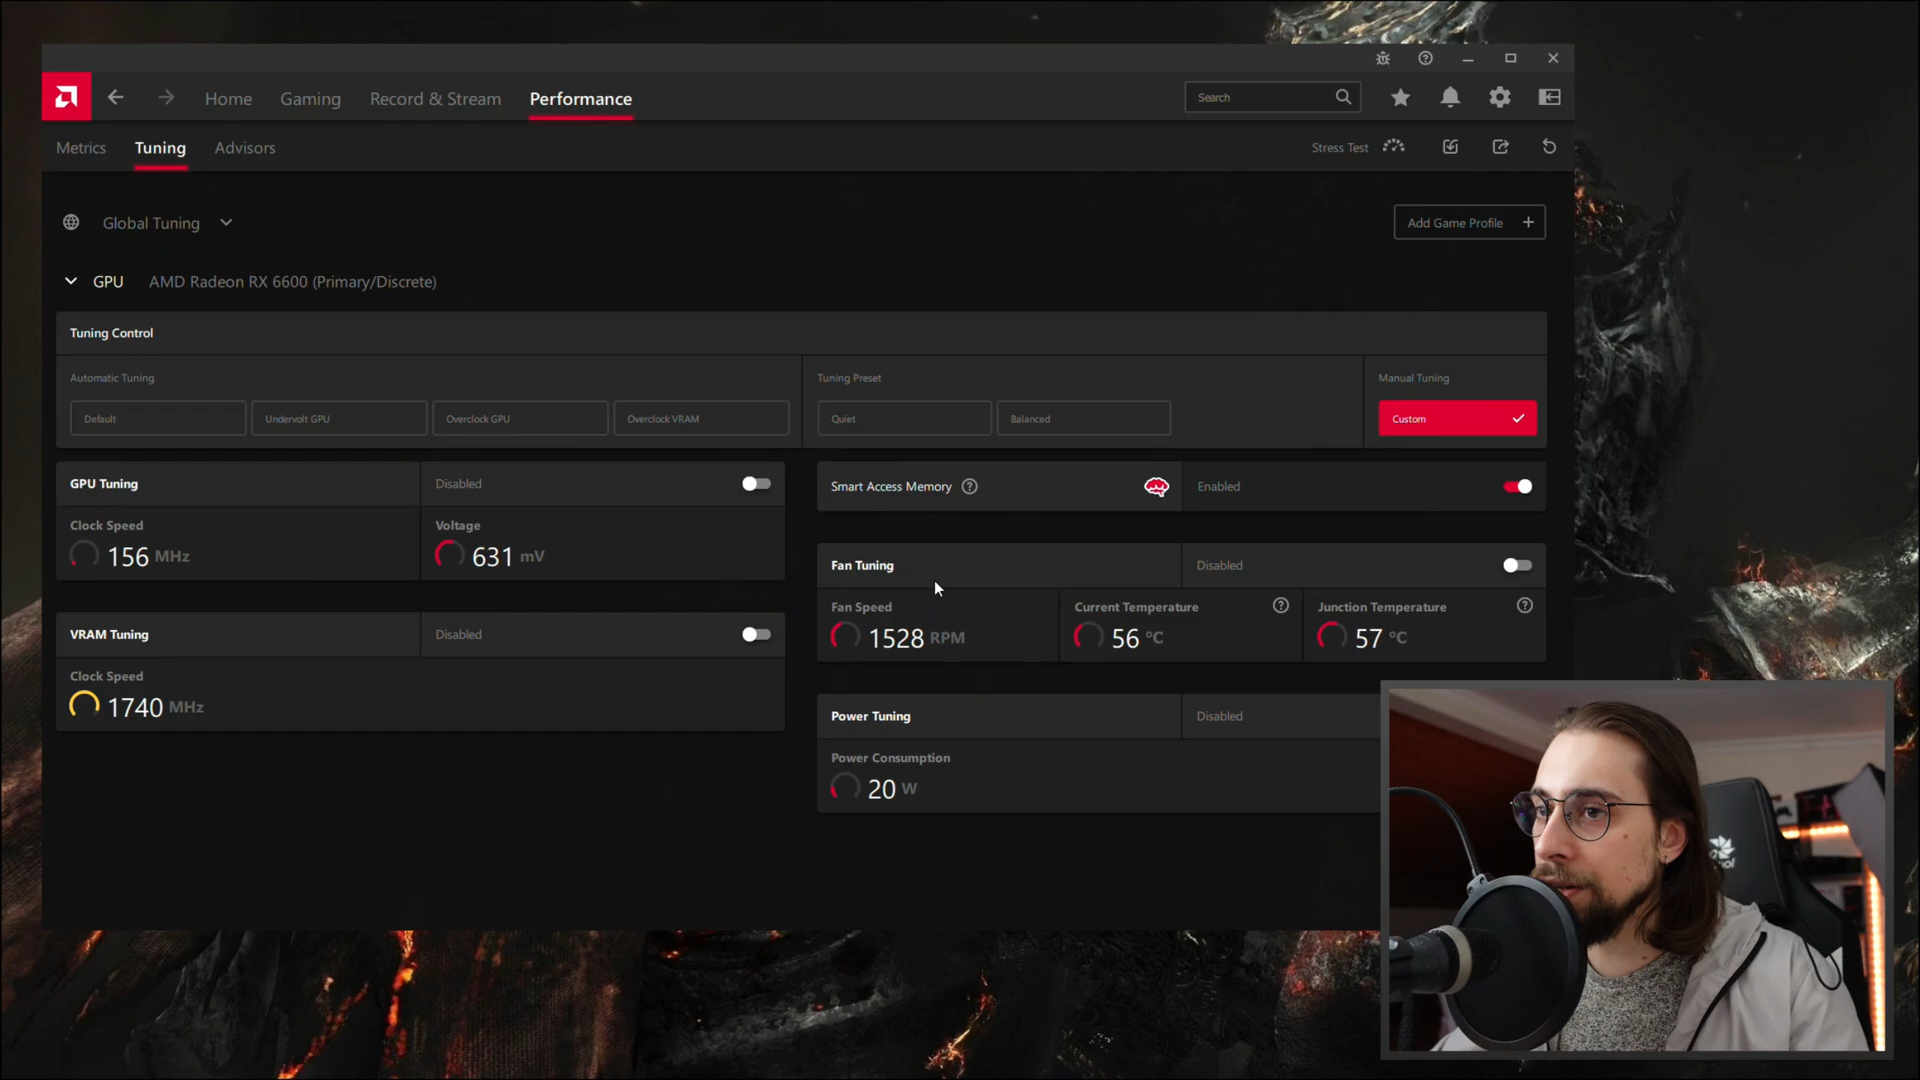 Home Gaming Record & Stream Performance Search
Metrics Tuning Advisors Stress Test
Global Tuning Add Game Profile +
GPU AMD Radeon RX 6600 (Primary/Discrete)
Tuning Control
Automatic Tuning Tuning Preset Manual Tuning
Default Undervolt GPU Overclock GPU Overclock VRAM Quiet Balanced Custom
GPU Tuning Disabled
Clock Speed Voltage
156 MHz 631 mV
VRAM Tuning Disabled
Clock Speed
1740 MHz
Smart Access Memory ? Enabled
Fan Tuning Disabled
Fan Speed Current Temperature ? Junction Temperature ?
1528 RPM 56 °C 57 °C
Power Tuning Disabled
Power Consumption
20 W